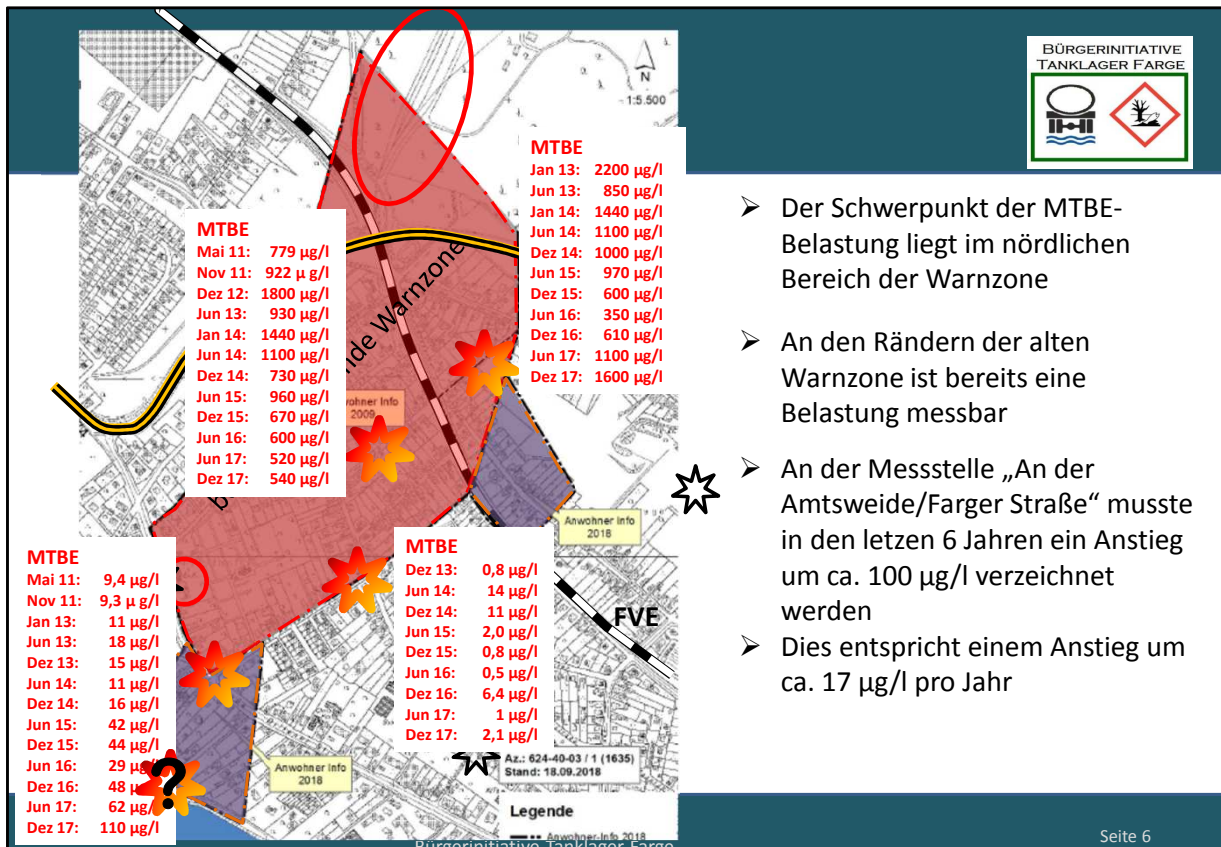 BÜRGERINITIATIVE
TANKLAGER FARGE
N
1:5.500
MTBE
Jan 13: 2200 µg/l
Jun 13: 850 µg/l
Jan 14: 1440 µg/l
Jun 14: 1100 µg/l
Dez 14: 1000 µg/l
Jun 15: 970 µg/l
Dez 15: 600 µg/l
Jun 16: 350 µg/l
Dez 16: 610 µg/l
Jun 17: 1100 µg/l
Dez 17: 1600 µg/l
MTBE
Mai 11: 779 µg/l
Nov 11: 922 µ g/l
Dez 12: 1800 µg/l
Jun 13: 930 µg/l
Jan 14: 1440 µg/l
Jun 14: 1100 µg/l
Dez 14: 730 µg/l
Jun 15: 960 µg/l
Dez 15: 670 µg/l
Jun 16: 600 µg/l
Jun 17: 520 µg/l
Dez 17: 540 µg/l
nde Warnzone
wohner Info
2009
Anwohner Info
2018
FVE
MTBE
Mai 11: 9,4 µg/l
Nov 11: 9,3 µ g/l
Jan 13: 11 µg/l
Jun 13: 18 µg/l
Dez 13: 15 µg/l
Jun 14: 11 µg/l
Dez 14: 16 µg/l
Jun 15: 42 µg/l
Dez 15: 44 µg/l
Jun 16: 29 µg/l
Dez 16: 48 µ
Jun 17: 62 µg/l
Dez 17: 110 µg/l
?
MTBE
Dez 13: 0,8 µg/l
Jun 14: 14 µg/l
Dez 14: 11 µg/l
Jun 15: 2,0 µg/l
Dez 15: 0,8 µg/l
Jun 16: 0,5 µg/l
Dez 16: 6,4 µg/l
Jun 17: 1 µg/l
Dez 17: 2,1 µg/l
Anwohner Info
2018
Az.: 624-40-03 / 1 (1635)
Stand: 18.09.2018
Legende
Anwohner-Info 2018
➢ Der Schwerpunkt der MTBE-
Belastung liegt im nördlichen
Bereich der Warnzone
➢ An den Rändern der alten
Warnzone ist bereits eine
Belastung messbar
➢ An der Messstelle „An der
Amtsweide/Farger Straße“ musste
in den letzen 6 Jahren ein Anstieg
um ca. 100 µg/l verzeichnet
werden
➢ Dies entspricht einem Anstieg um
ca. 17 µg/l pro Jahr
Bürgerinitiative Tanklager Farge
Seite 6